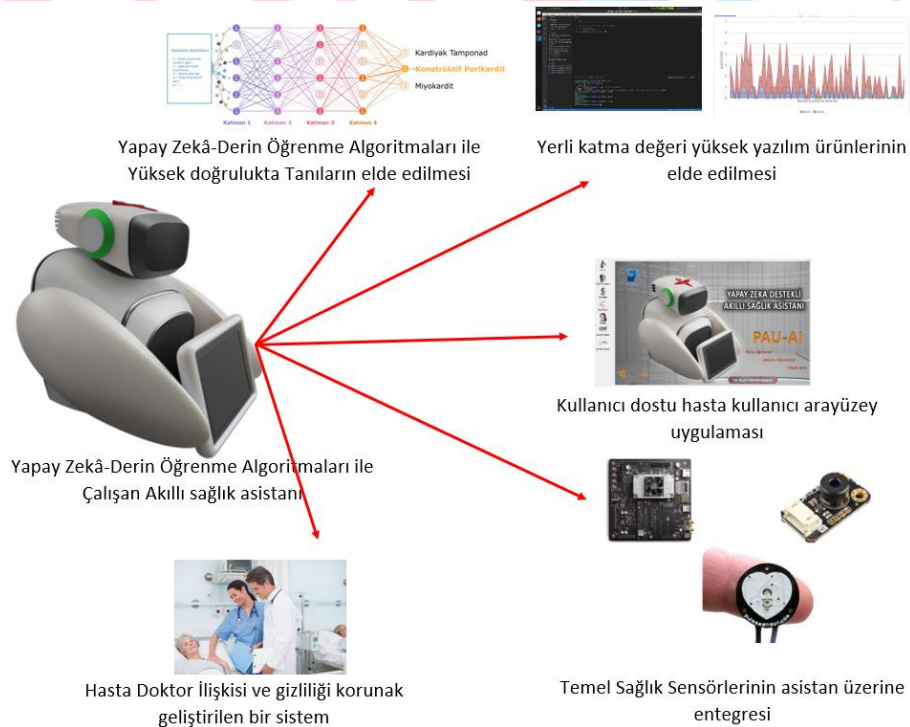 Kardiyak Tamponad
Konstrüktif Perikardit
Miyokardit
Katman 1 Katman 2 Katman 3 Katman 4
Yapay Zekâ-Derin Öğrenme Algoritmaları ile
Yüksek doğrulukta Tanıların elde edilmesi
Yerli katma değeri yüksek yazılım ürünlerinin
elde edilmesi
YAPAY ZEKA DESTEKLİ
AKILLI SAĞLIK ASİSTANI
PAU-AI
Kullanıcı dostu hasta kullanıcı arayüzey
uygulaması
Yapay Zekâ-Derin Öğrenme Algoritmaları ile
Çalışan Akıllı sağlık asistanı
pulsesensor.com
Hasta Doktor İlişkisi ve gizliliği korunak
geliştirilen bir sistem
Temel Sağlık Sensörlerinin asistan üzerine
entegresi